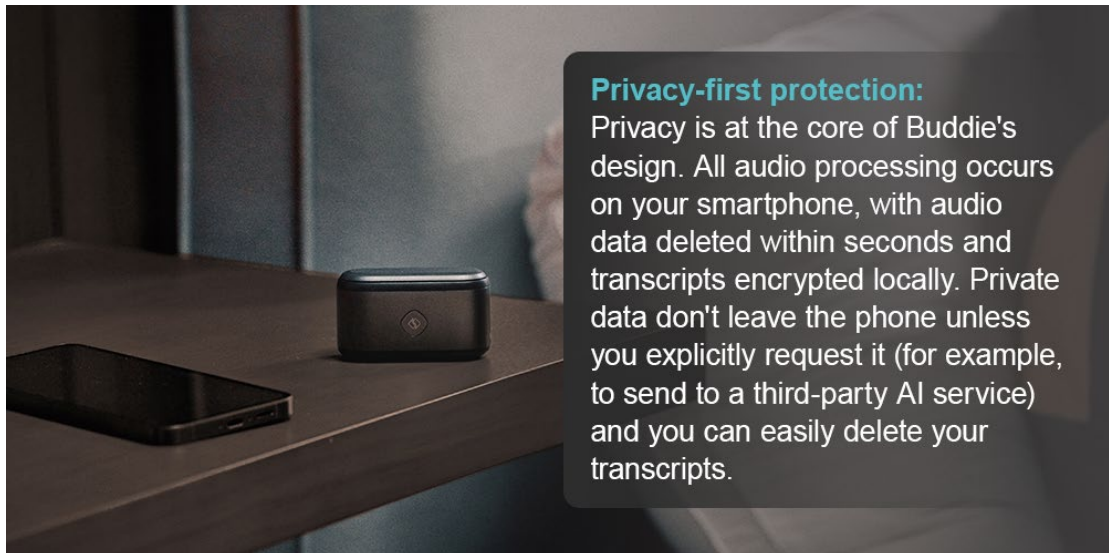 Privacy-first protection:
Privacy is at the core of Buddie's
design. All audio processing occurs
on your smartphone, with audio
data deleted within seconds and
transcripts encrypted locally. Private
data don't leave the phone unless
you explicitly request it (for example,
to send to a third-party AI service)
and you can easily delete your
transcripts.